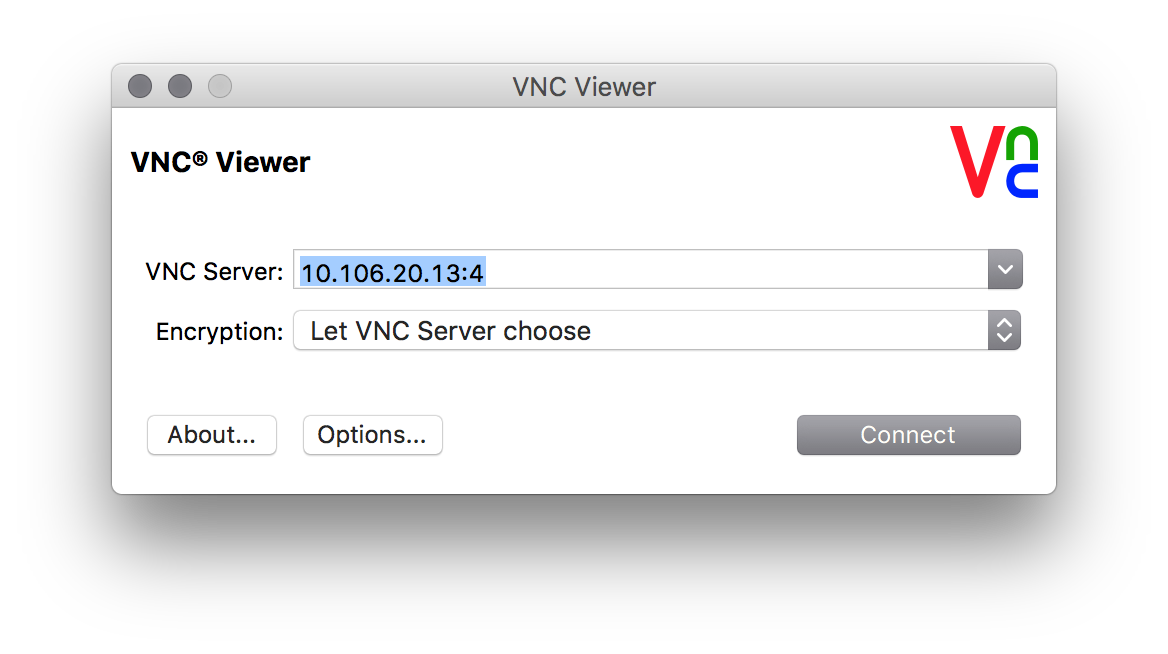 VNC Viewer
VNC® Viewer
VNC
VNC Server: 10.106.20.13:4
Encryption: Let VNC Server choose
About... Options... Connect